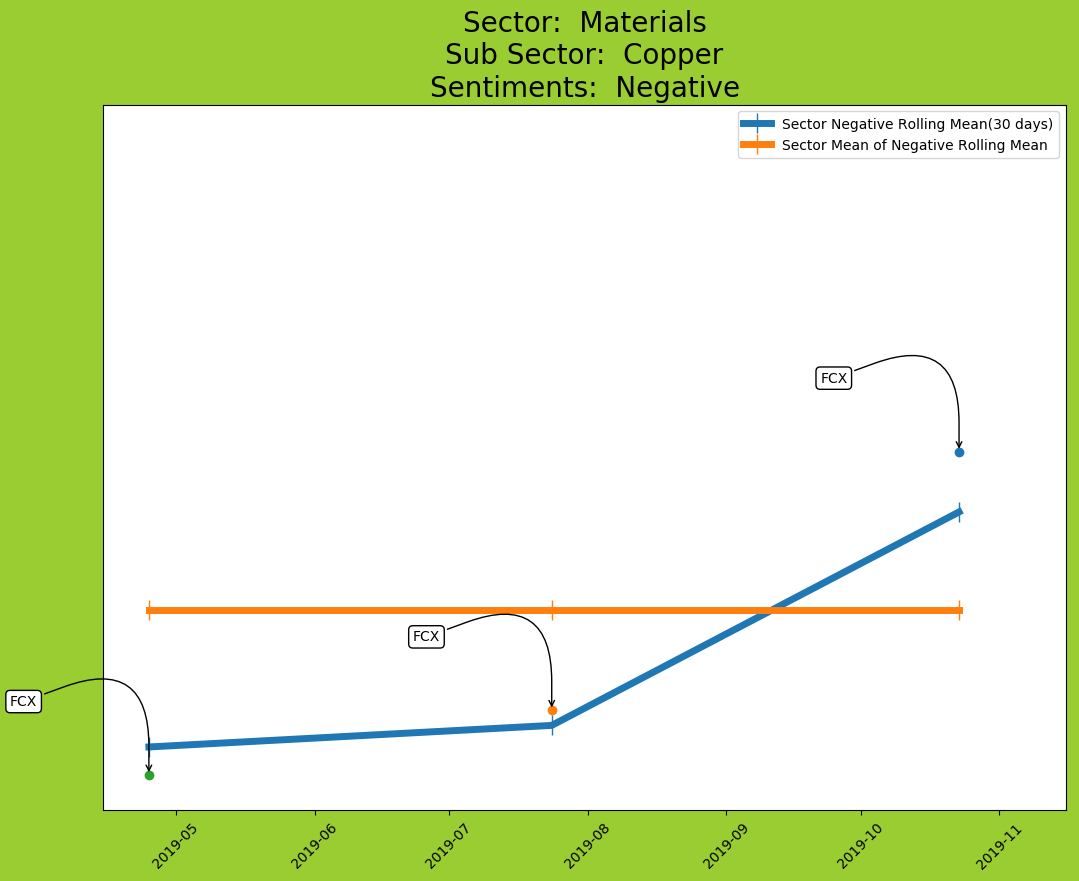 Sector:  Materials
Sub Sector:  Copper
Sentiments:  Negative
Sector Negative Rolling Mean(30 days)
Sector Mean of Negative Rolling Mean
FCX
FCX
FCX
2019-05
2019-06
2019-07
2019-08
2019-09
2019-10
2019-11